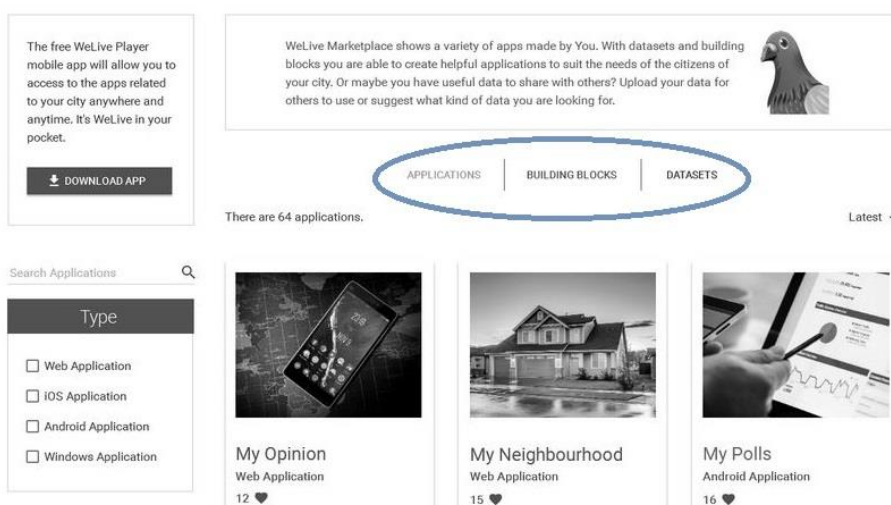 The free WeLive Player
mobile app will allow you to
access to the apps related
to your city anywhere and
anytime. It's WeLive in your
pocket.
DOWNLOAD APP
WeLive Marketplace shows a variety of apps made by You. With datasets and building
blocks you are able to create helpful applications to suit the needs of the citizens of
your city. Or maybe you have useful data to share with others? Upload your data for
others to use or suggest what kind of data you are looking for.
APPLICATIONS
BUILDING BLOCKS
DATASETS
There are 64 applications.
Latest
Search Applications
Type
Web Application
iOS Application
Android Application
Windows Application
My Opinion
Web Application
12
My Neighbourhood
Web Application
15
My Polls
Android Application
16